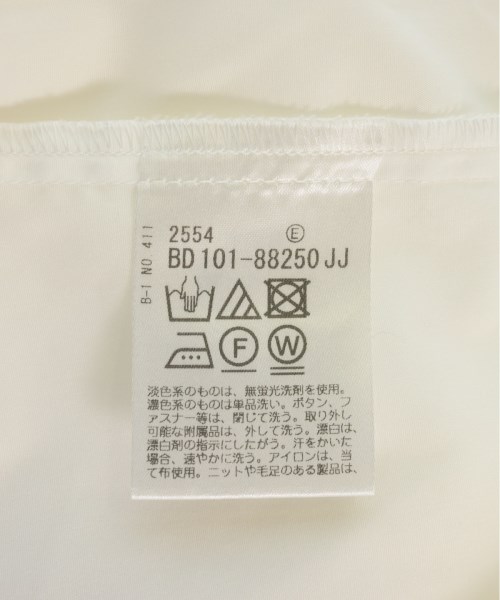 B-1 NO 411
2554 Ⓔ
BD 101-88250 JJ
F W
淡色系のものは、無蛍光洗剤を使用。
濃色系のものは単品洗い。ボタン、フ
ァスナー等は、閉じて洗う。取り外し
可能な附属品は、外して洗う。漂白は、
漂白剤の指示にしたがう。汗をかいた
場合、速やかに洗う。アイロンは、当
て布使用。ニットや毛足のある製品は、